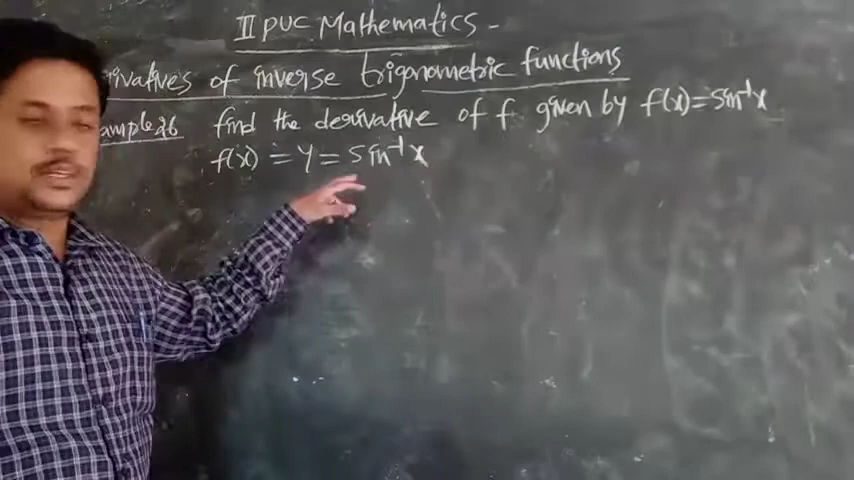 II PUC Mathematics -
rivatives of inverse trigonometric functions
ample 26 find the derivative of f given by f(x) = sin⁻¹x
f(x) = y = sin⁻¹x